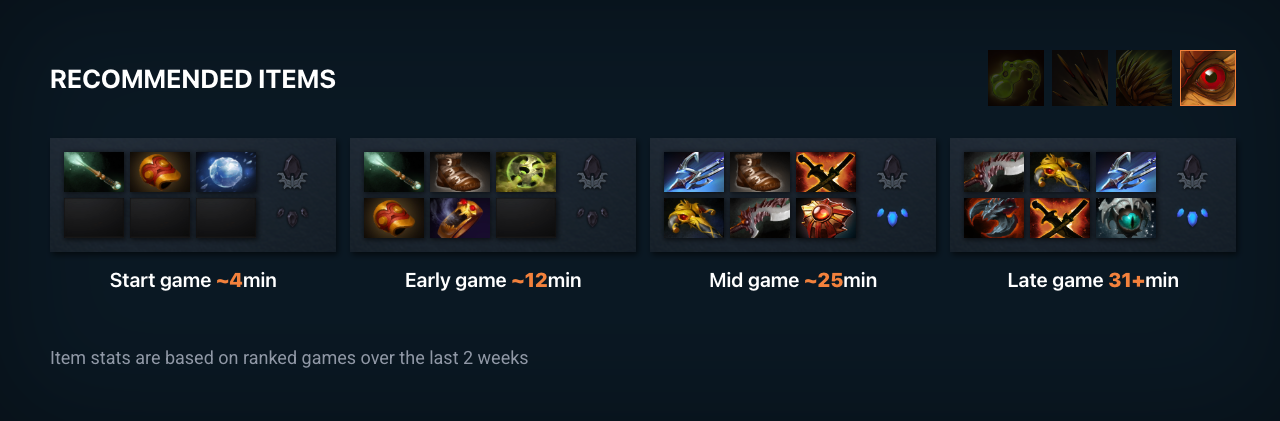 RECOMMENDED ITEMS
Start game ~4min
Early game ~12min
Mid game ~25min
Late game 31+min
Item stats are based on ranked games over the last 2 weeks